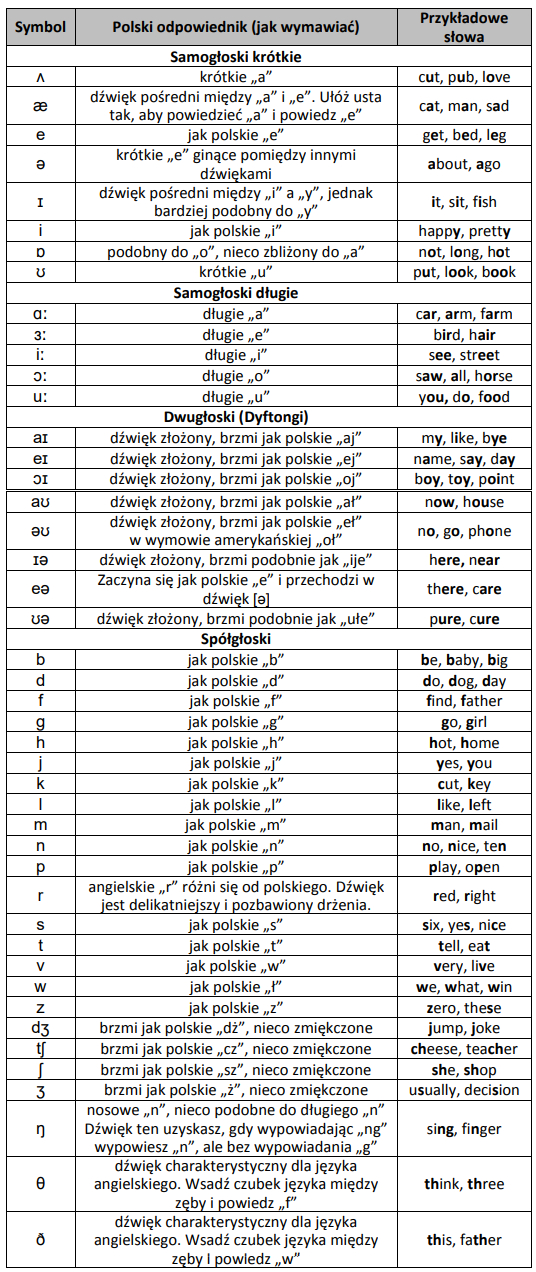 Symbol Polski odpowiednik (jak wymawiać) Przykładowe słowa
Samogłoski krótkie
ʌ krótkie „a” cut, pub, love
æ dźwięk pośredni między „a” i „e”. Ułóż usta tak, aby powiedzieć „a” i powiedz „e” cat, man, sad
e jak polskie „e” get, bed, leg
ə krótkie „e” ginące pomiędzy innymi dźwiękami about, ago
ɪ dźwięk pośredni między „i” a „y”, jednak bardziej podobny do „y” it, sit, fish
i jak polskie „i” happy, pretty
ɒ podobny do „o”, nieco zbliżony do „a” not, long, hot
ʊ krótkie „u” put, look, book
Samogłoski długie
ɑː długie „a” car, arm, farm
ɜː długie „e” bird, hair
iː długie „i” see, street
ɔː długie „o” saw, all, horse
uː długie „u” you, do, food
Dwugłoski (Dyftongi)
aɪ dźwięk złożony, brzmi jak polskie „aj” my, like, bye
eɪ dźwięk złożony, brzmi jak polskie „ej” name, say, day
ɔɪ dźwięk złożony, brzmi jak polskie „oj” boy, toy, point
aʊ dźwięk złożony, brzmi jak polskie „ał” now, house
əʊ dźwięk złożony, brzmi jak polskie „eł” w wymowie amerykańskiej „oł” no, go, phone
ɪə dźwięk złożony, brzmi podobnie jak „ije” here, near
eə Zaczyna się jak polskie „e” i przechodzi w dźwięk [ə] there, care
ʊə dźwięk złożony, brzmi podobnie jak „ułe” pure, cure
Spółgłoski
b jak polskie „b” be, baby, big
d jak polskie „d” do, dog, day
f jak polskie „f” find, father
g jak polskie „g” go, girl
h jak polskie „h” hot, home
j jak polskie „j” yes, you
k jak polskie „k” cut, key
l jak polskie „l” like, left
m jak polskie „m” man, mail
n jak polskie „n” no, nice, ten
p jak polskie „p” play, open
r angielskie „r” różni się od polskiego. Dźwięk jest delikatniejszy i pozbawiony drżenia. red, right
s jak polskie „s” six, yes, nice
t jak polskie „t” tell, eat
v jak polskie „w” very, live
w jak polskie „ł” we, what, win
z jak polskie „z” zero, these
dʒ brzmi jak polskie „dż”, nieco zmiękczone jump, joke
tʃ brzmi jak polskie „cz”, nieco zmiękczone cheese, teacher
ʃ brzmi jak polskie „sz”, nieco zmiękczone she, shop
ʒ brzmi jak polskie „ż”, nieco zmiękczone usually, decision
ŋ nosowe „n”, nieco podobne do długiego „n” Dźwięk ten uzyskasz, gdy wypowiadając „ng” wypowiesz „n”, ale bez wypowiadania „g” sing, finger
θ dźwięk charakterystyczny dla języka angielskiego. Wsadź czubek języka między zęby i powiedz „f” think, three
ð dźwięk charakterystyczny dla języka angielskiego. Wsadź czubek języka między zęby I powledz „w” this, father